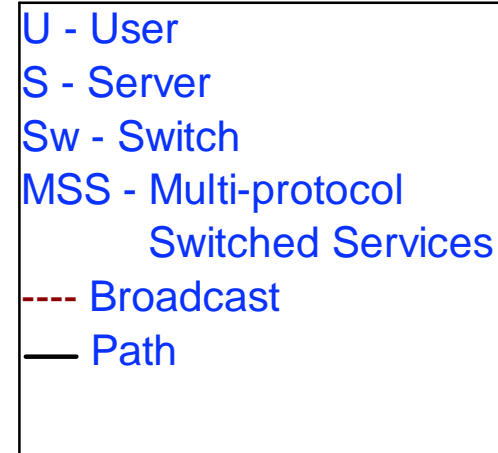 U - User
S - Server
Sw - Switch
MSS - Multi-protocol
Switched Services
---- Broadcast
— Path